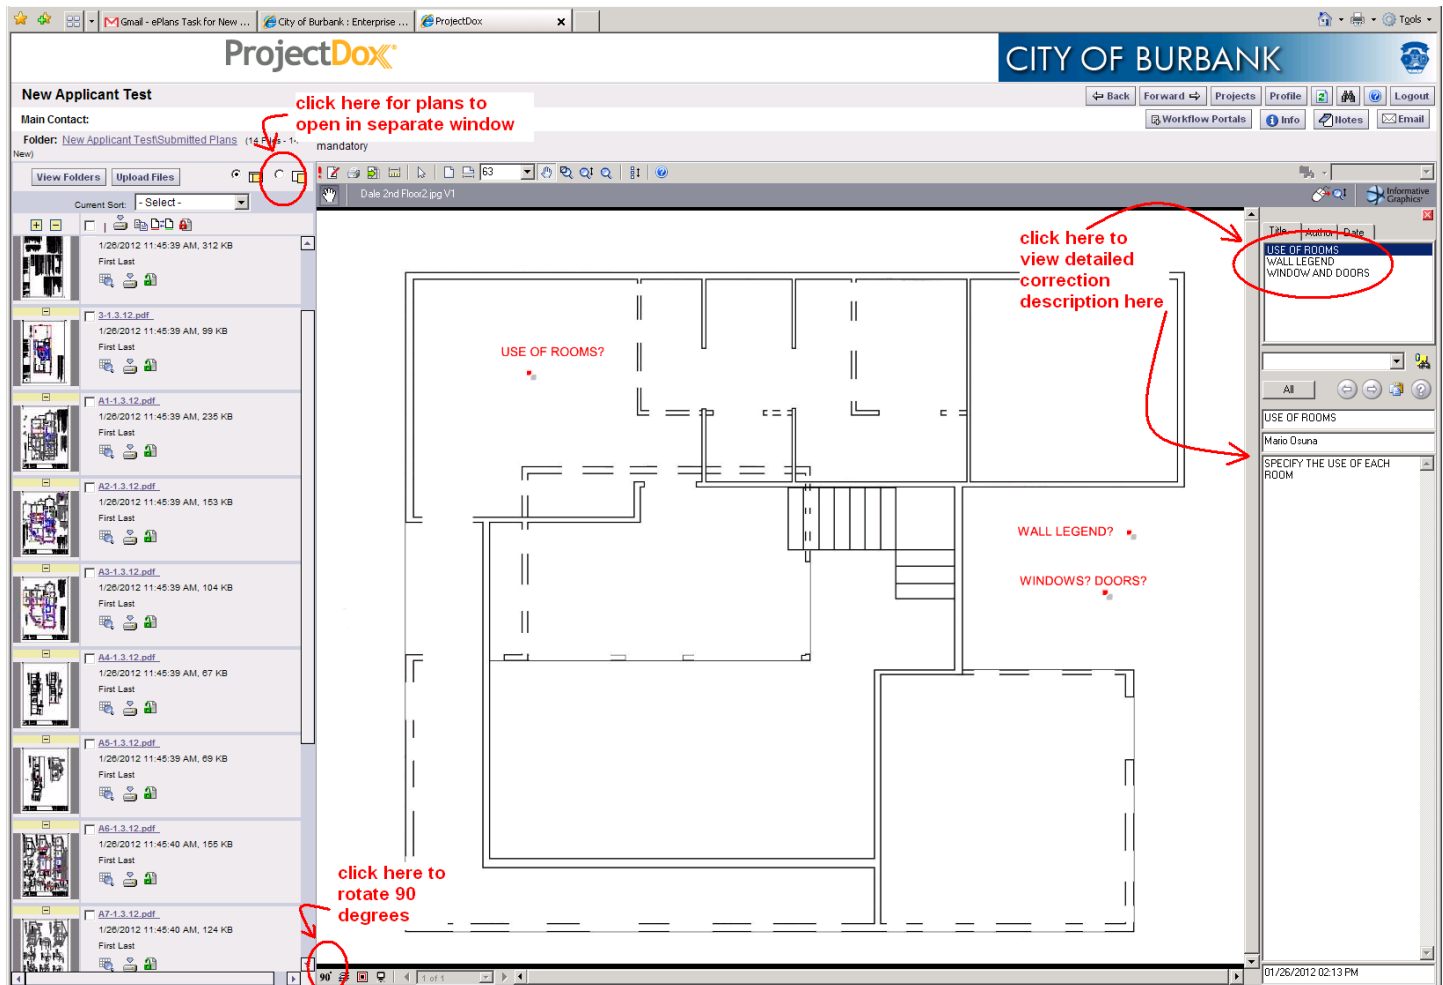 Gmail - ePlans Task for New ...
City of Burbank : Enterprise ...
ProjectDox
x
Tools
ProjectDox
CITY OF BURBANK
New Applicant Test
Back
Forward
Projects
Profile
Logout
Main Contact:
Workflow Portals
Info
Notes
Email
click here for plans to
open in separate window
Folder: New Applicant Test\Submitted Plans (14 Files - 14
New)
mandatory
View Folders
Upload Files
63
Current Sort: - Select -
Dale 2nd Floor2.jpg V1
Informative
Graphics
1/26/2012 11:45:39 AM, 312 KB
First Last
3-1.3.12.pdf
1/26/2012 11:45:39 AM, 99 KB
First Last
A1-1.3.12.pdf
1/26/2012 11:45:39 AM, 235 KB
First Last
A2-1.3.12.pdf
1/26/2012 11:45:39 AM, 153 KB
First Last
A3-1.3.12.pdf
1/26/2012 11:45:39 AM, 104 KB
First Last
A4-1.3.12.pdf
1/26/2012 11:45:39 AM, 67 KB
First Last
A5-1.3.12.pdf
1/26/2012 11:45:39 AM, 69 KB
First Last
A6-1.3.12.pdf
1/26/2012 11:45:40 AM, 155 KB
First Last
A7-1.3.12.pdf
1/26/2012 11:45:40 AM, 124 KB
First Last
USE OF ROOMS?
WALL LEGEND?
WINDOWS? DOORS?
click here to
view detailed
correction
description here
click here to
rotate 90
degrees
90°
1 of 1
Title
Author
Date
USE OF ROOMS
WALL LEGEND
WINDOW AND DOORS
All
USE OF ROOMS
Mario Osuna
SPECIFY THE USE OF EACH
ROOM
01/26/2012 02:13 PM